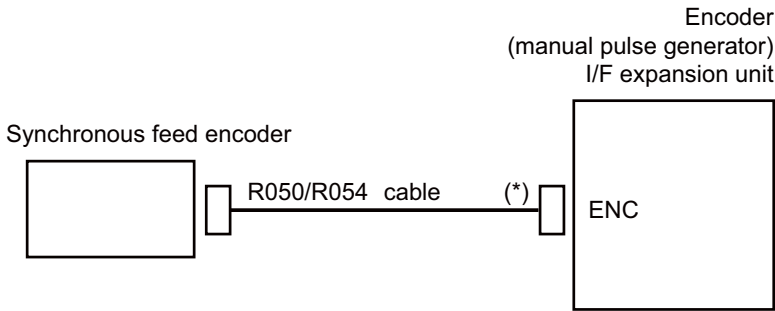 Encoder
(manual pulse generator)
I/F expansion unit
Synchronous feed encoder
R050/R054 cable (*)
ENC